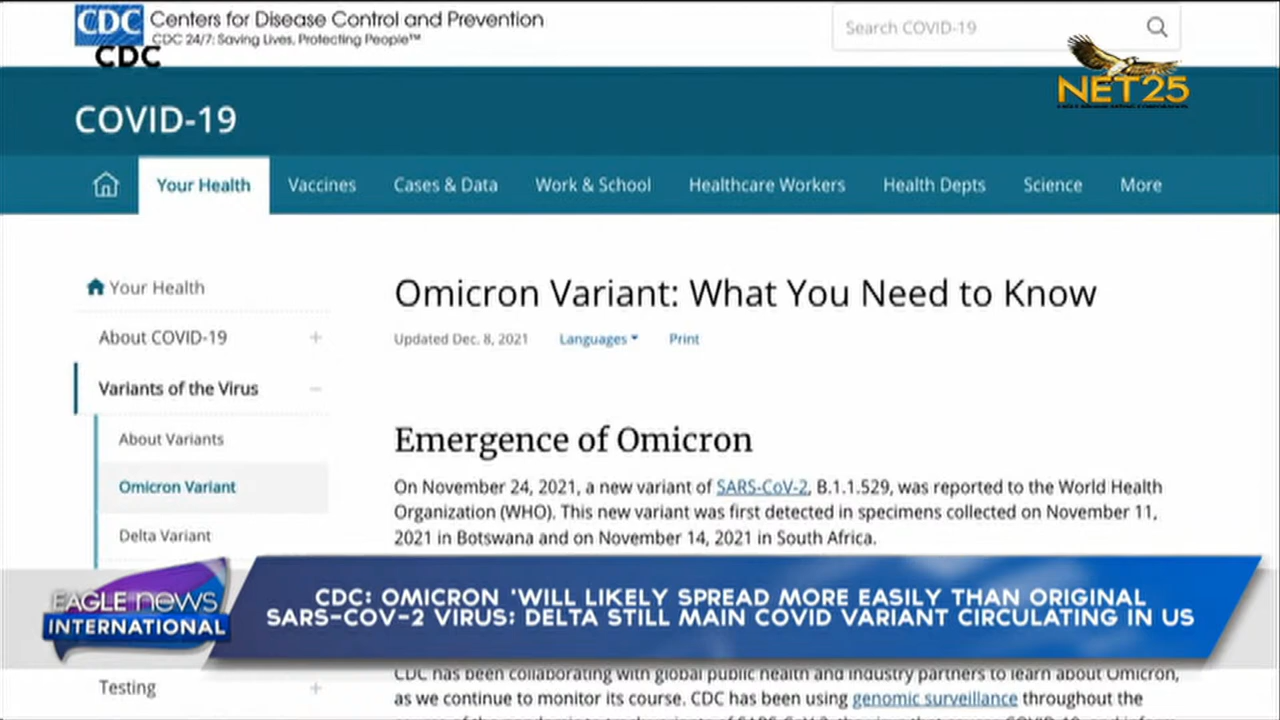 CDC Centers for Disease Control and Prevention
CDC 24/7: Saving Lives, Protecting People™
Search COVID-19
CDC
NET25
COVID-19
Your Health
Vaccines
Cases & Data
Work & School
Healthcare Workers
Health Depts
Science
More
Your Health
About COVID-19
Variants of the Virus
About Variants
Omicron Variant
Delta Variant
Testing
Omicron Variant: What You Need to Know
Updated Dec. 8, 2021 Languages Print
Emergence of Omicron
On November 24, 2021, a new variant of SARS-CoV-2, B.1.1.529, was reported to the World Health
Organization (WHO). This new variant was first detected in specimens collected on November 11,
2021 in Botswana and on November 14, 2021 in South Africa.
EAGLE news
INTERNATIONAL
CDC: OMICRON 'WILL LIKELY SPREAD MORE EASILY THAN ORIGINAL
SARS-COV-2 VIRUS: DELTA STILL MAIN COVID VARIANT CIRCULATING IN US
CDC has been collaborating with global public health and industry partners to learn about Omicron,
as we continue to monitor its course. CDC has been using genomic surveillance throughout the